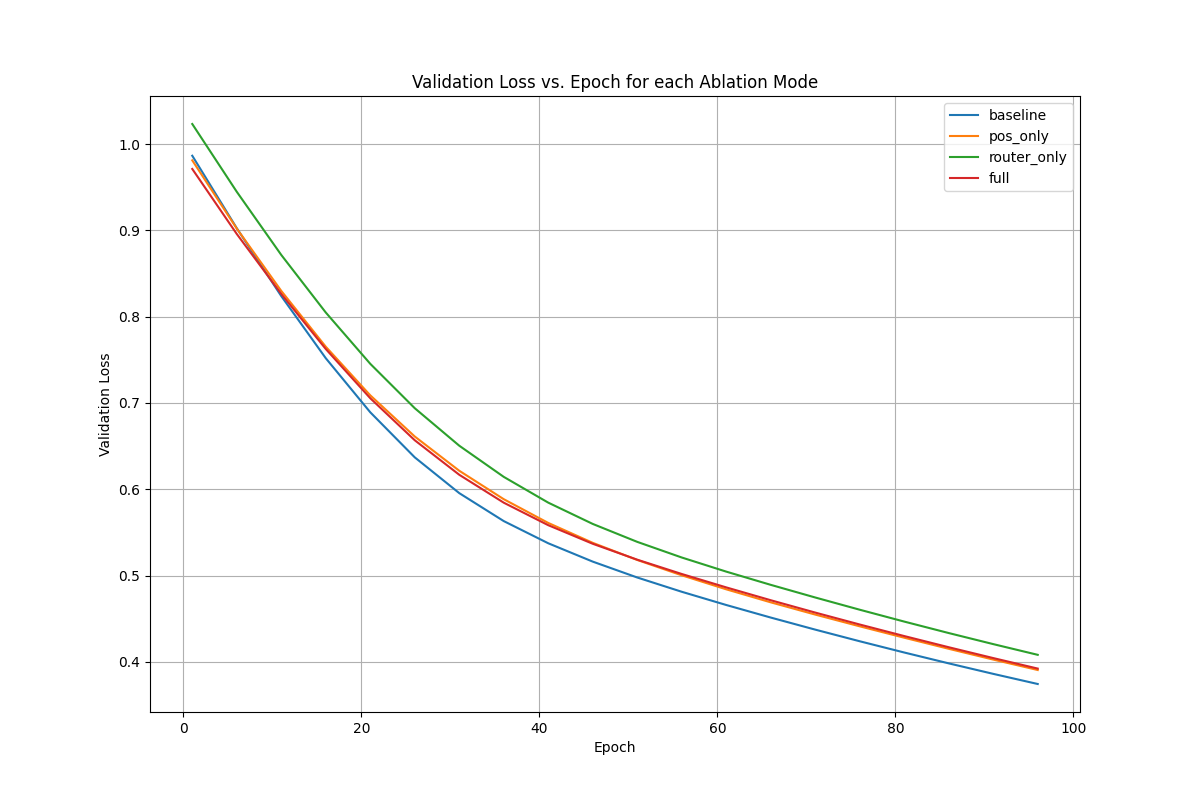 Validation Loss vs. Epoch for each Ablation Mode
baseline
pos_only
router_only
full
Validation Loss
1.0
0.9
0.8
0.7
0.6
0.5
0.4
0 20 40 60 80 100
Epoch